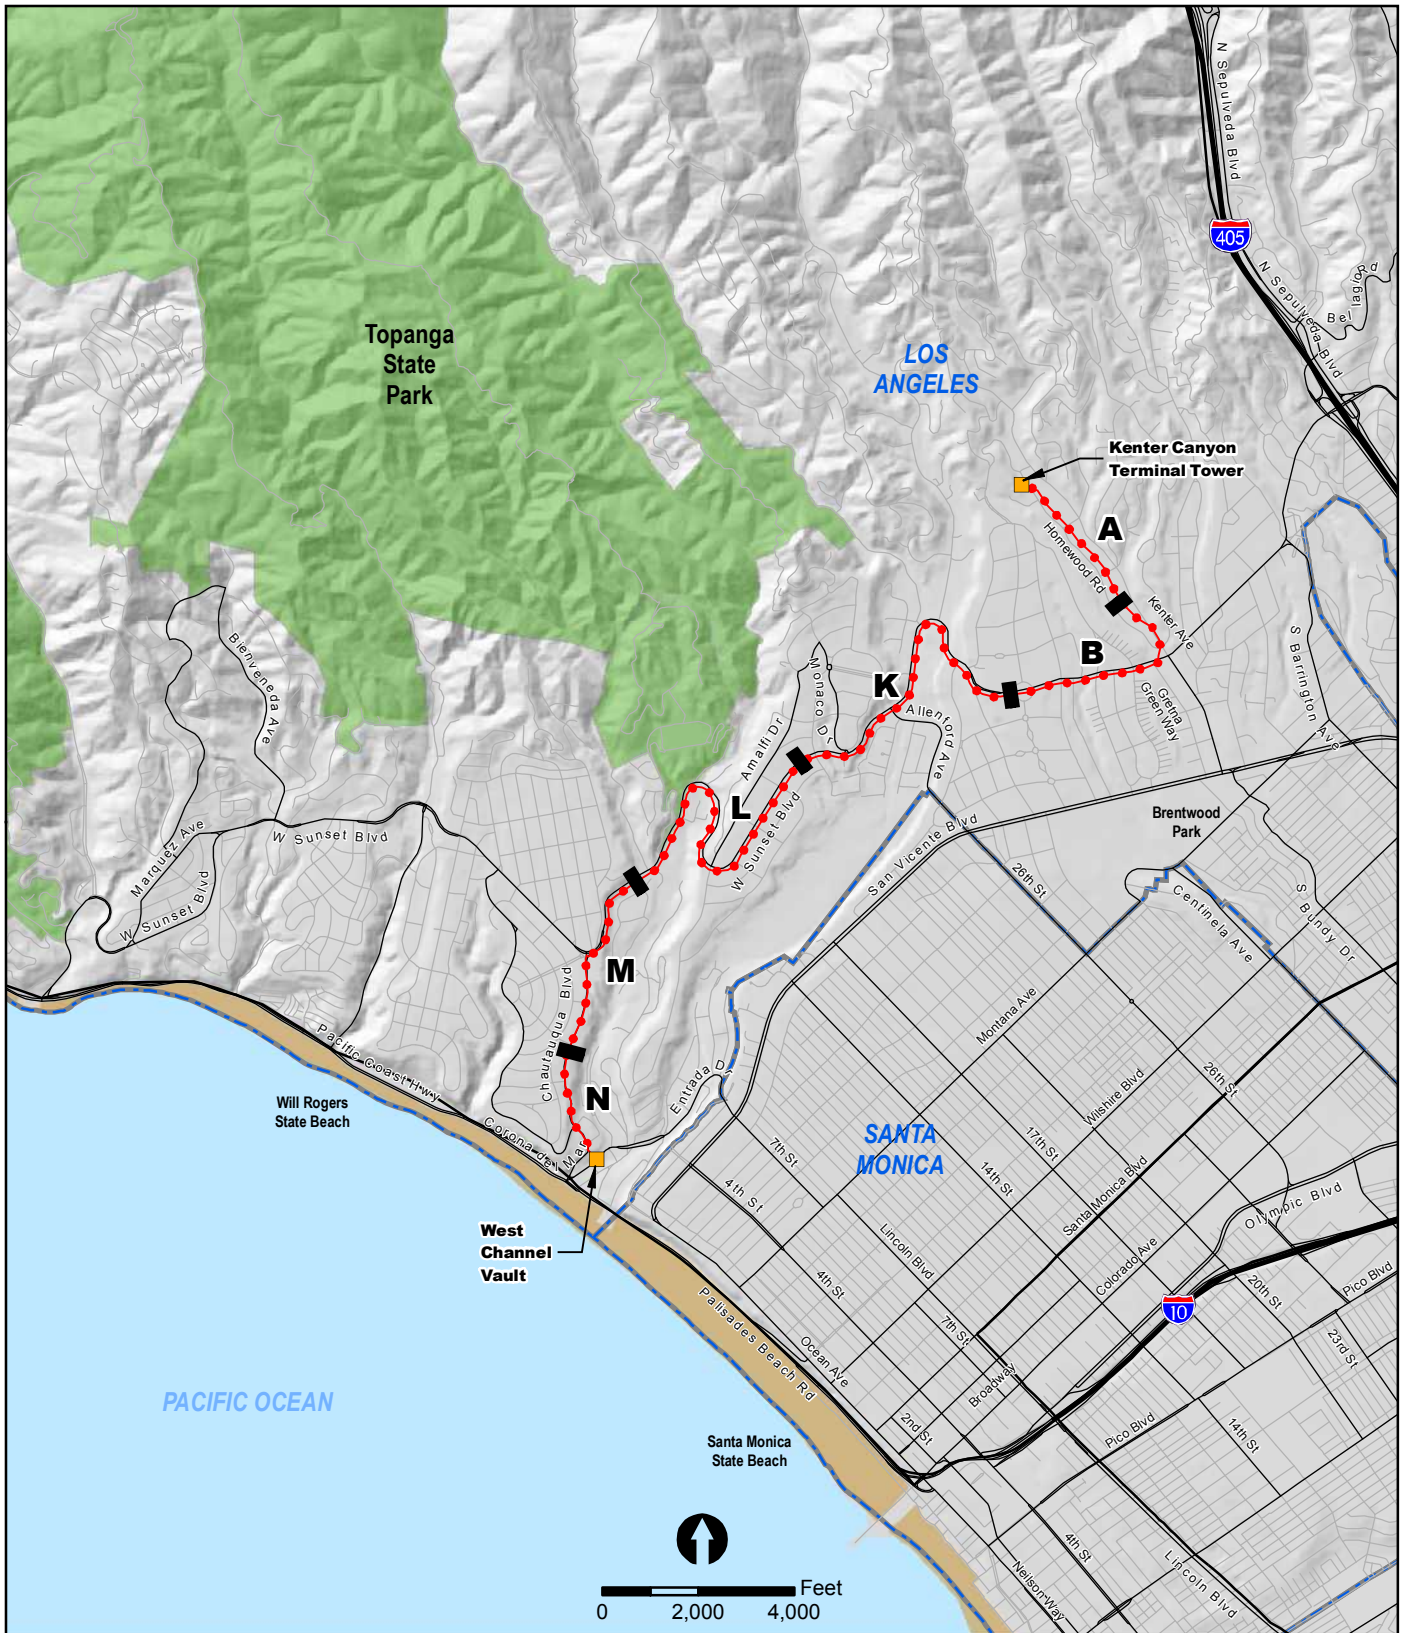 N Sepulveda Blvd
405
N Sepulveda Blvd
Bellagio Rd
Topanga
State
Park
LOS
ANGELES
Kenter Canyon
Terminal Tower
A
Homewood Rd
Kenter Ave
B
S Barrington Ave
Gretna
Green Way
K
Allenford Ave
Monaco Dr
Amalfi Dr
Bienveneda Ave
L
W Sunset Blvd
Brentwood
Park
W Sunset Blvd
Marquez Ave
W Sunset Blvd
San Vicente Blvd
26th St
Centinela Ave
S Bundy Dr
M
Chautauqua Blvd
Montana Ave
Pacific Coast Hwy
Entrada Dr
Will Rogers
State Beach
N
Corona del Mar
Wilshire Blvd
26th St
SANTA
MONICA
7th St
17th St
14th St
4th St
Santa Monica Blvd
Olympic Blvd
West
Channel
Vault
Lincoln Blvd
4th St
Colorado Ave
10
20th St
Pico Blvd
Palisades Beach Rd
Ocean Ave
7th St
23rd St
Broadway
PACIFIC OCEAN
2nd St
Pico Blvd
14th St
Santa Monica
State Beach
4th St
Neilson Way
Lincoln Blvd
Feet
0 2,000 4,000